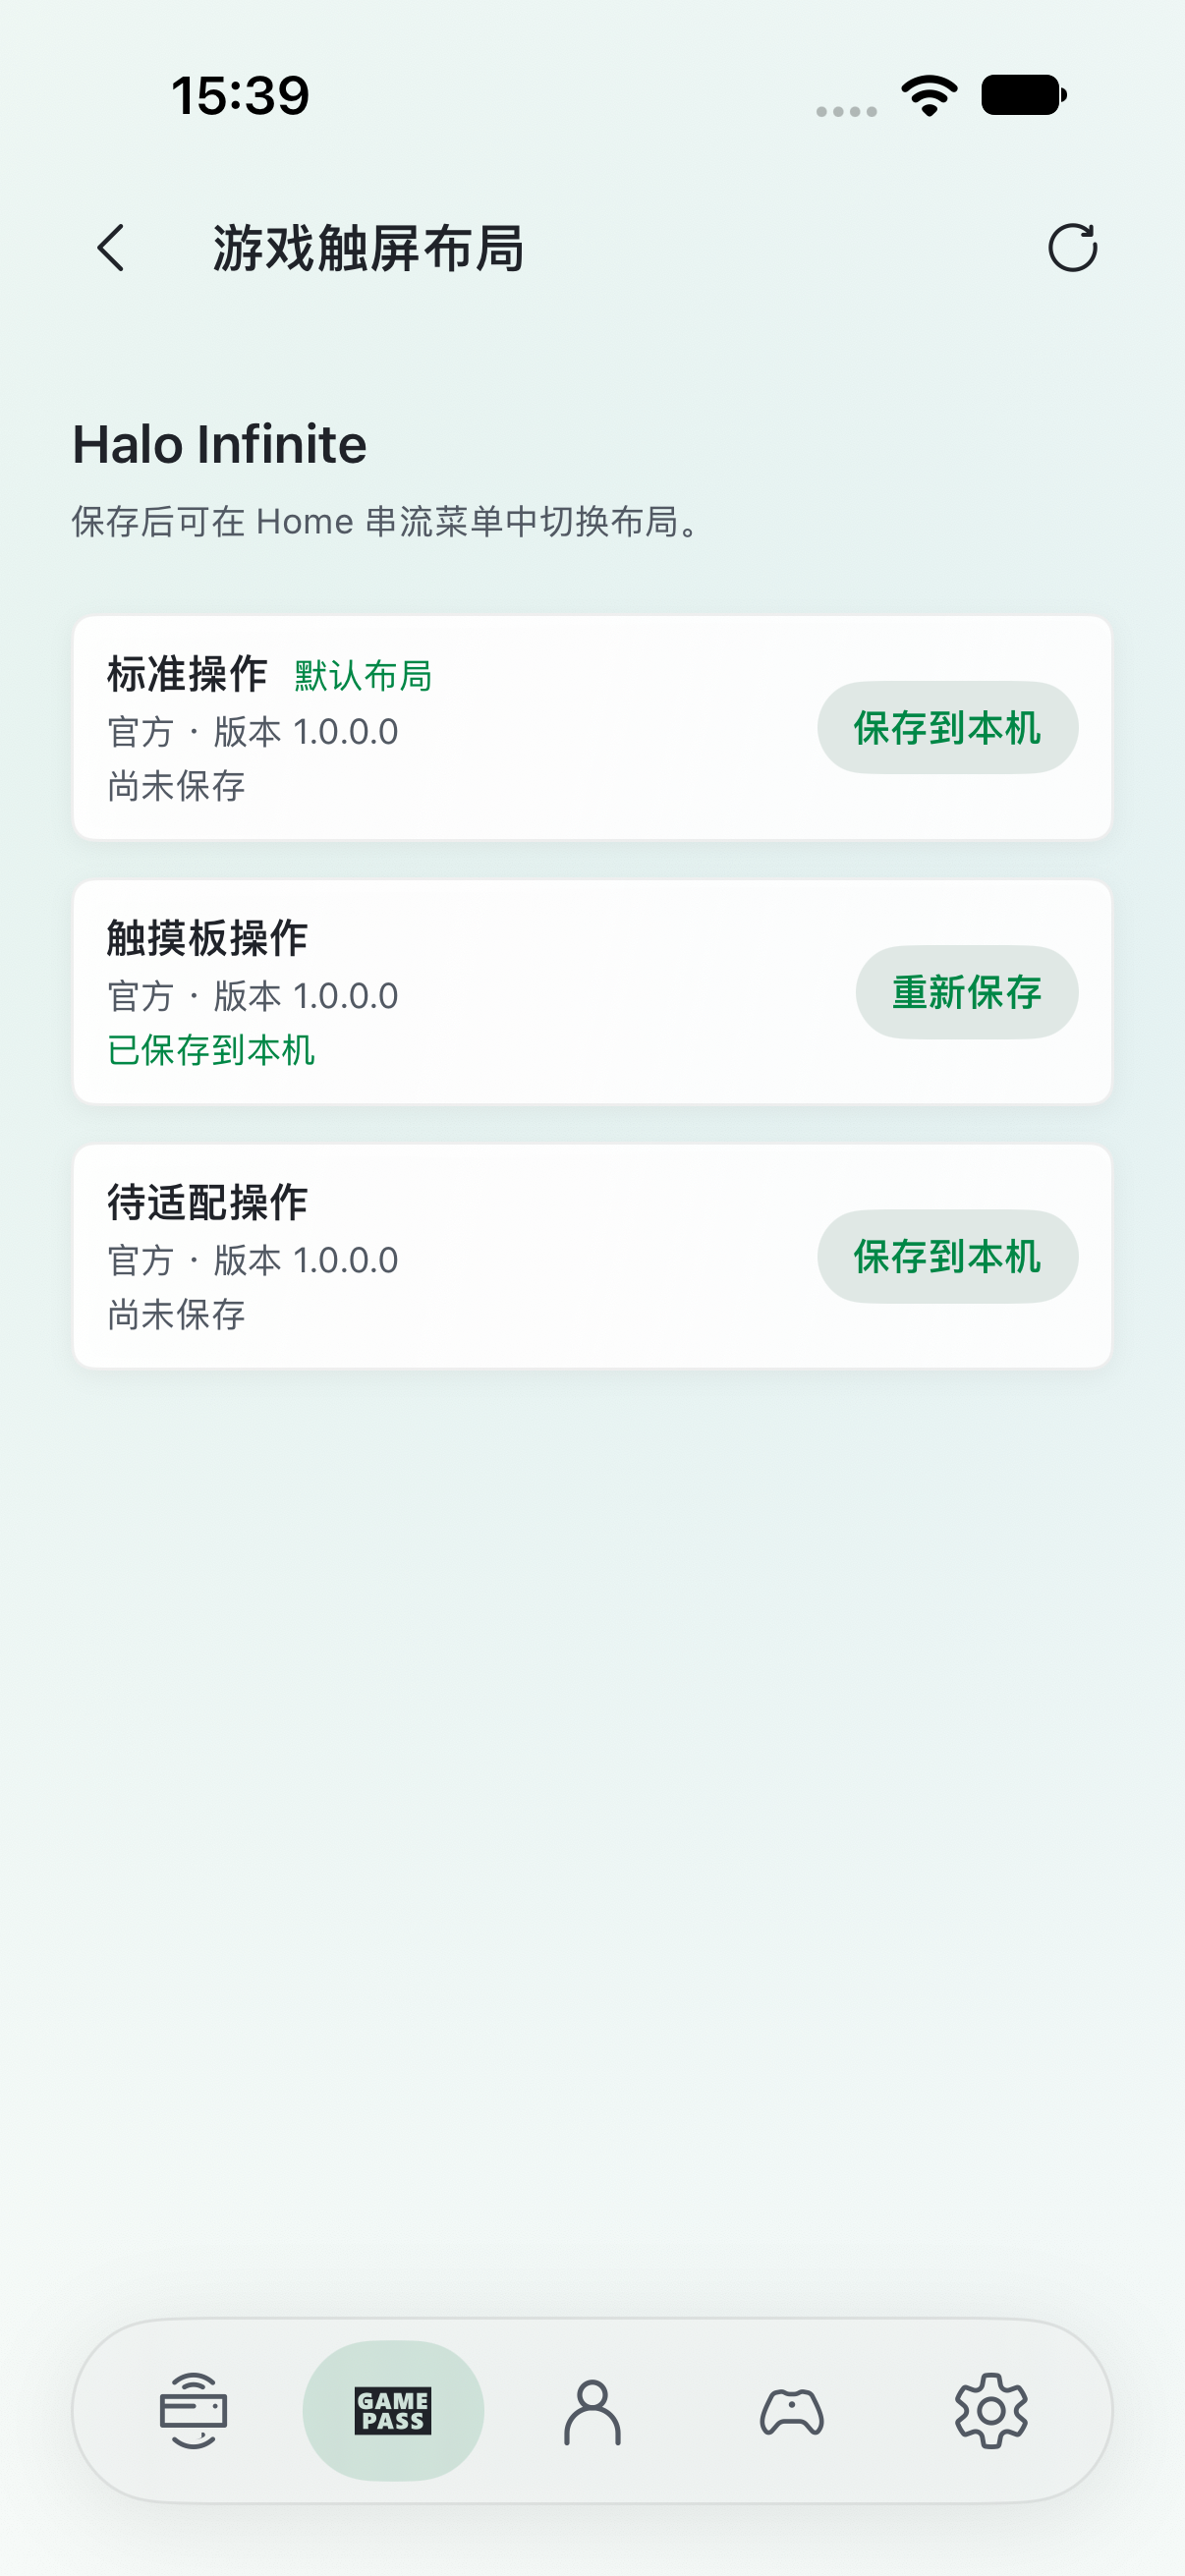 15:39
游戏触屏布局
Halo Infinite
保存后可在 Home 串流菜单中切换布局。
标准操作 默认布局
官方 · 版本 1.0.0.0
尚未保存
保存到本机
触摸板操作
官方 · 版本 1.0.0.0
已保存到本机
重新保存
待适配操作
官方 · 版本 1.0.0.0
尚未保存
保存到本机
GAME
PASS